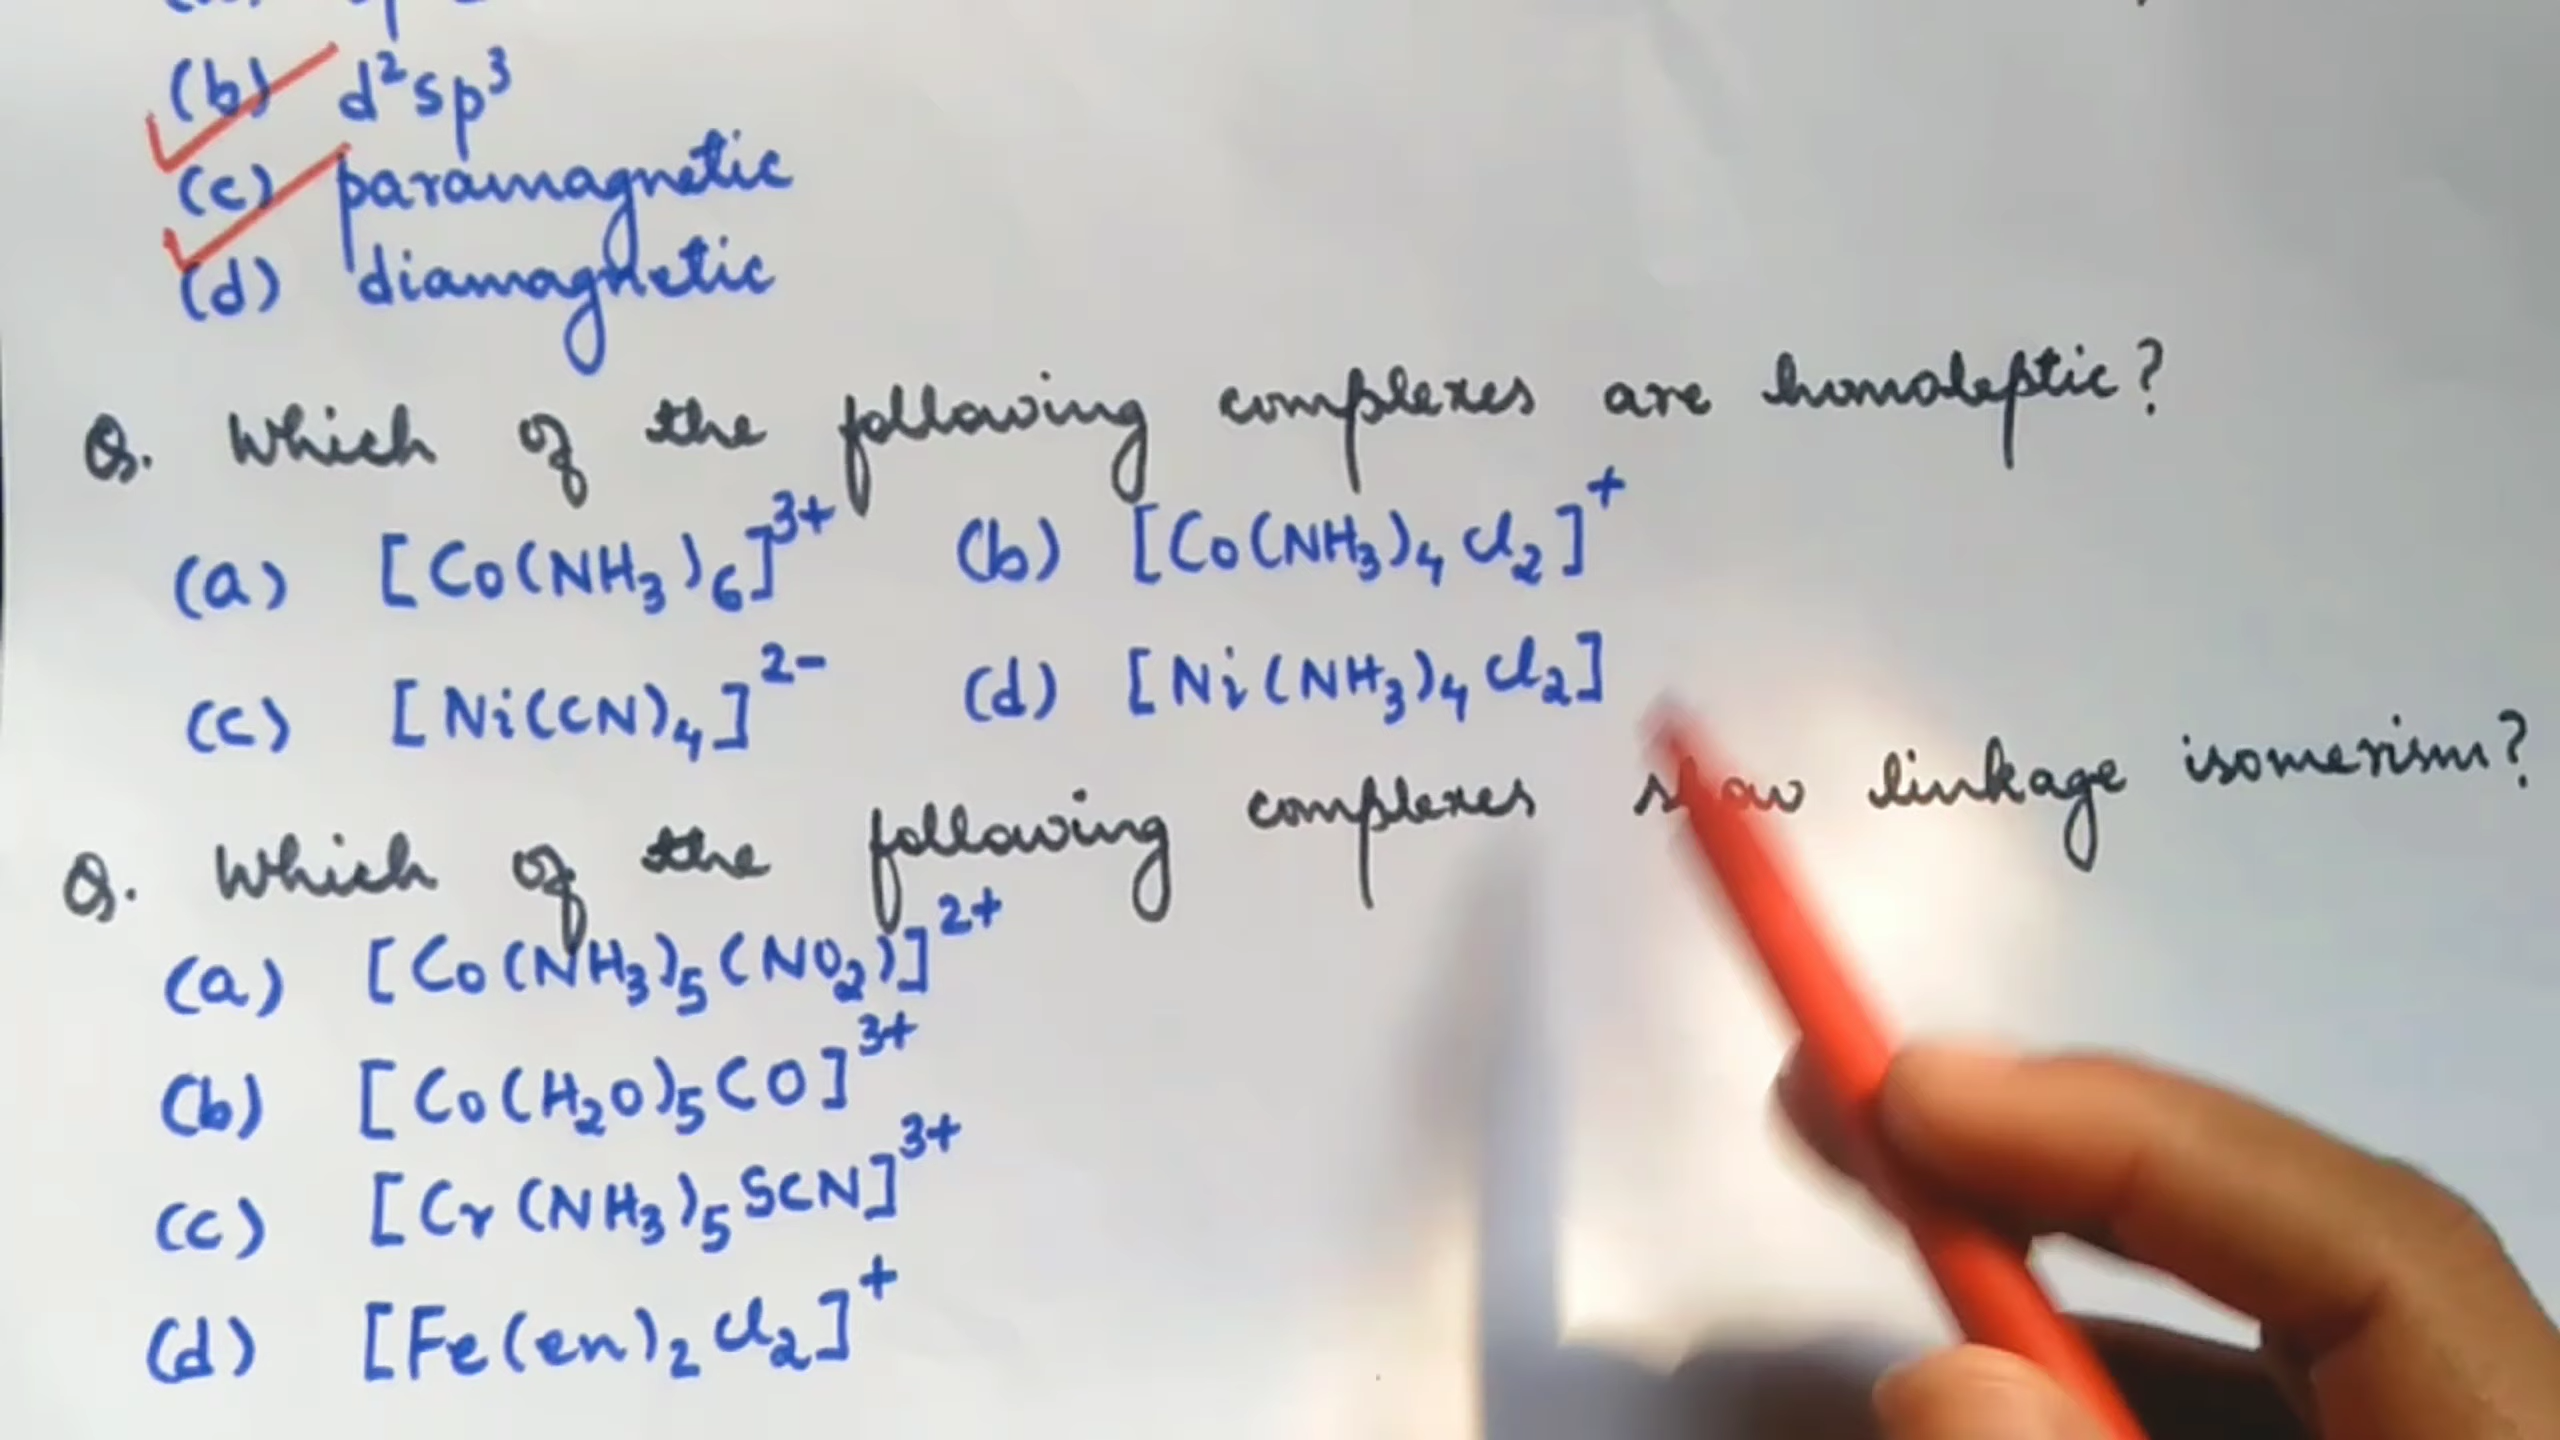 (b) d²sp³
(c) paramagnetic
(d) diamagnetic
Q. Which of the following complexes are homoleptic?
(a) [Co(NH₃)₆]³⁺ (b) [Co(NH₃)₄Cl₂]⁺
(c) [Ni(CN)₄]²⁻ (d) [Ni(NH₃)₄Cl₂]
Q. Which of the following complexes show linkage isomerism?
(a) [Co(NH₃)₅(NO₂)]²⁺
(b) [Co(H₂O)₅CO]³⁺
(c) [Cr(NH₃)₅SCN]³⁺
(d) [Fe(en)₂Cl₂]⁺